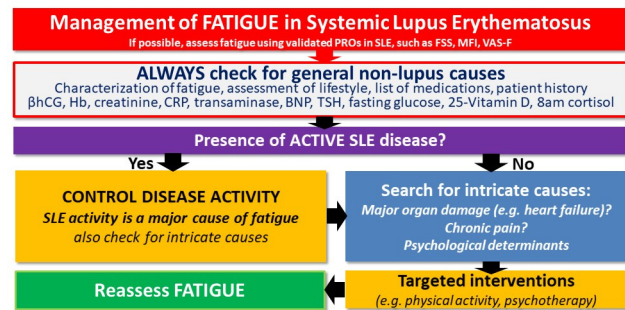 Management of FATIGUE in Systemic Lupus Erythematosus
If possible, assess fatigue using validated PROs in SLE, such as FSS, MFI, VAS-F
ALWAYS check for general non-lupus causes
Characterization of fatigue, assessment of lifestyle, list of medications, patient history
βhCG, Hb, creatinine, CRP, transaminase, BNP, TSH, fasting glucose, 25-Vitamin D, 8am cortisol
Presence of ACTIVE SLE disease?
Yes
No
CONTROL DISEASE ACTIVITY
SLE activity is a major cause of fatigue
also check for intricate causes
Search for intricate causes:
Major organ damage (e.g. heart failure)?
Chronic pain?
Psychological determinants
Targeted interventions
(e.g. physical activity, psychotherapy)
Reassess FATIGUE